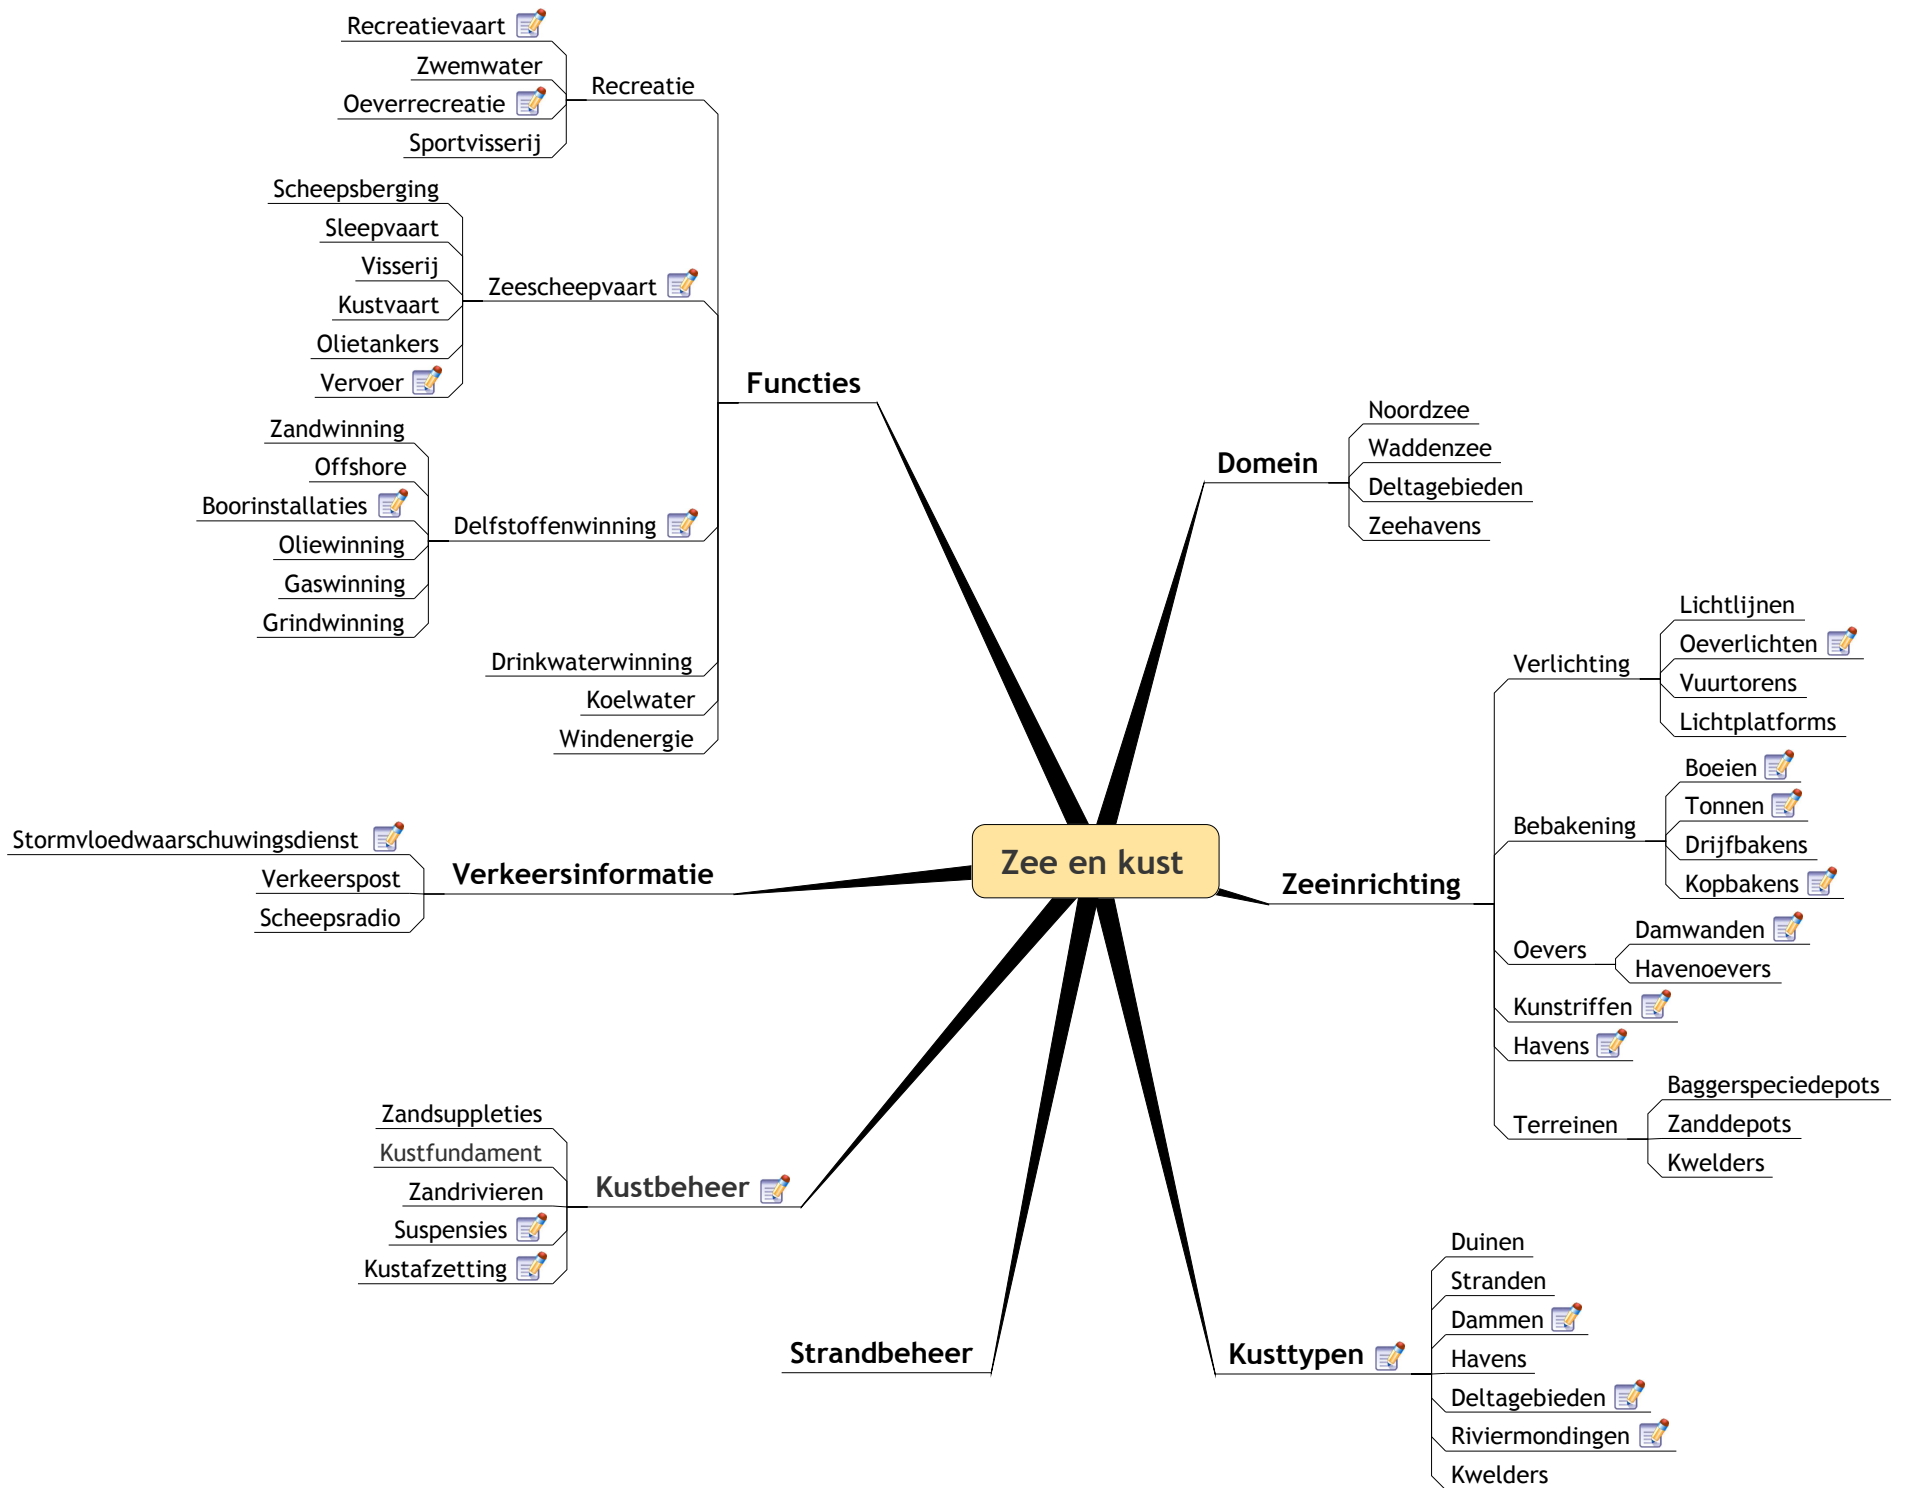 Recreatievaart
Zwemwater
Oeverrecreatie
Sportvisserij
Recreatie
Scheepsberging
Sleepvaart
Visserij
Kustvaart
Olietankers
Vervoer
Zeescheepvaart
Zandwinning
Offshore
Boorinstallaties
Oliewinning
Gaswinning
Grindwinning
Delfstoffenwinning
Drinkwaterwinning
Koelwater
Windenergie
Functies
Stormvloedwaarschuwingsdienst
Verkeerspost
Scheepsradio
Verkeersinformatie
Zandsuppleties
Kustfundament
Zandrivieren
Suspensies
Kustafzetting
Kustbeheer
Strandbeheer
Zee en kust
Domein
Noordzee
Waddenzee
Deltagebieden
Zeehavens
Zeeinrichting
Verlichting
Lichtlijnen
Oeverlichten
Vuurtorens
Lichtplatforms
Bebakening
Boeien
Tonnen
Drijfbakens
Kopbakens
Oevers
Damwanden
Havenoevers
Kunstriffen
Havens
Terreinen
Baggerspeciedepots
Zanddepots
Kwelders
Kusttypen
Duinen
Stranden
Dammen
Havens
Deltagebieden
Riviermondingen
Kwelders